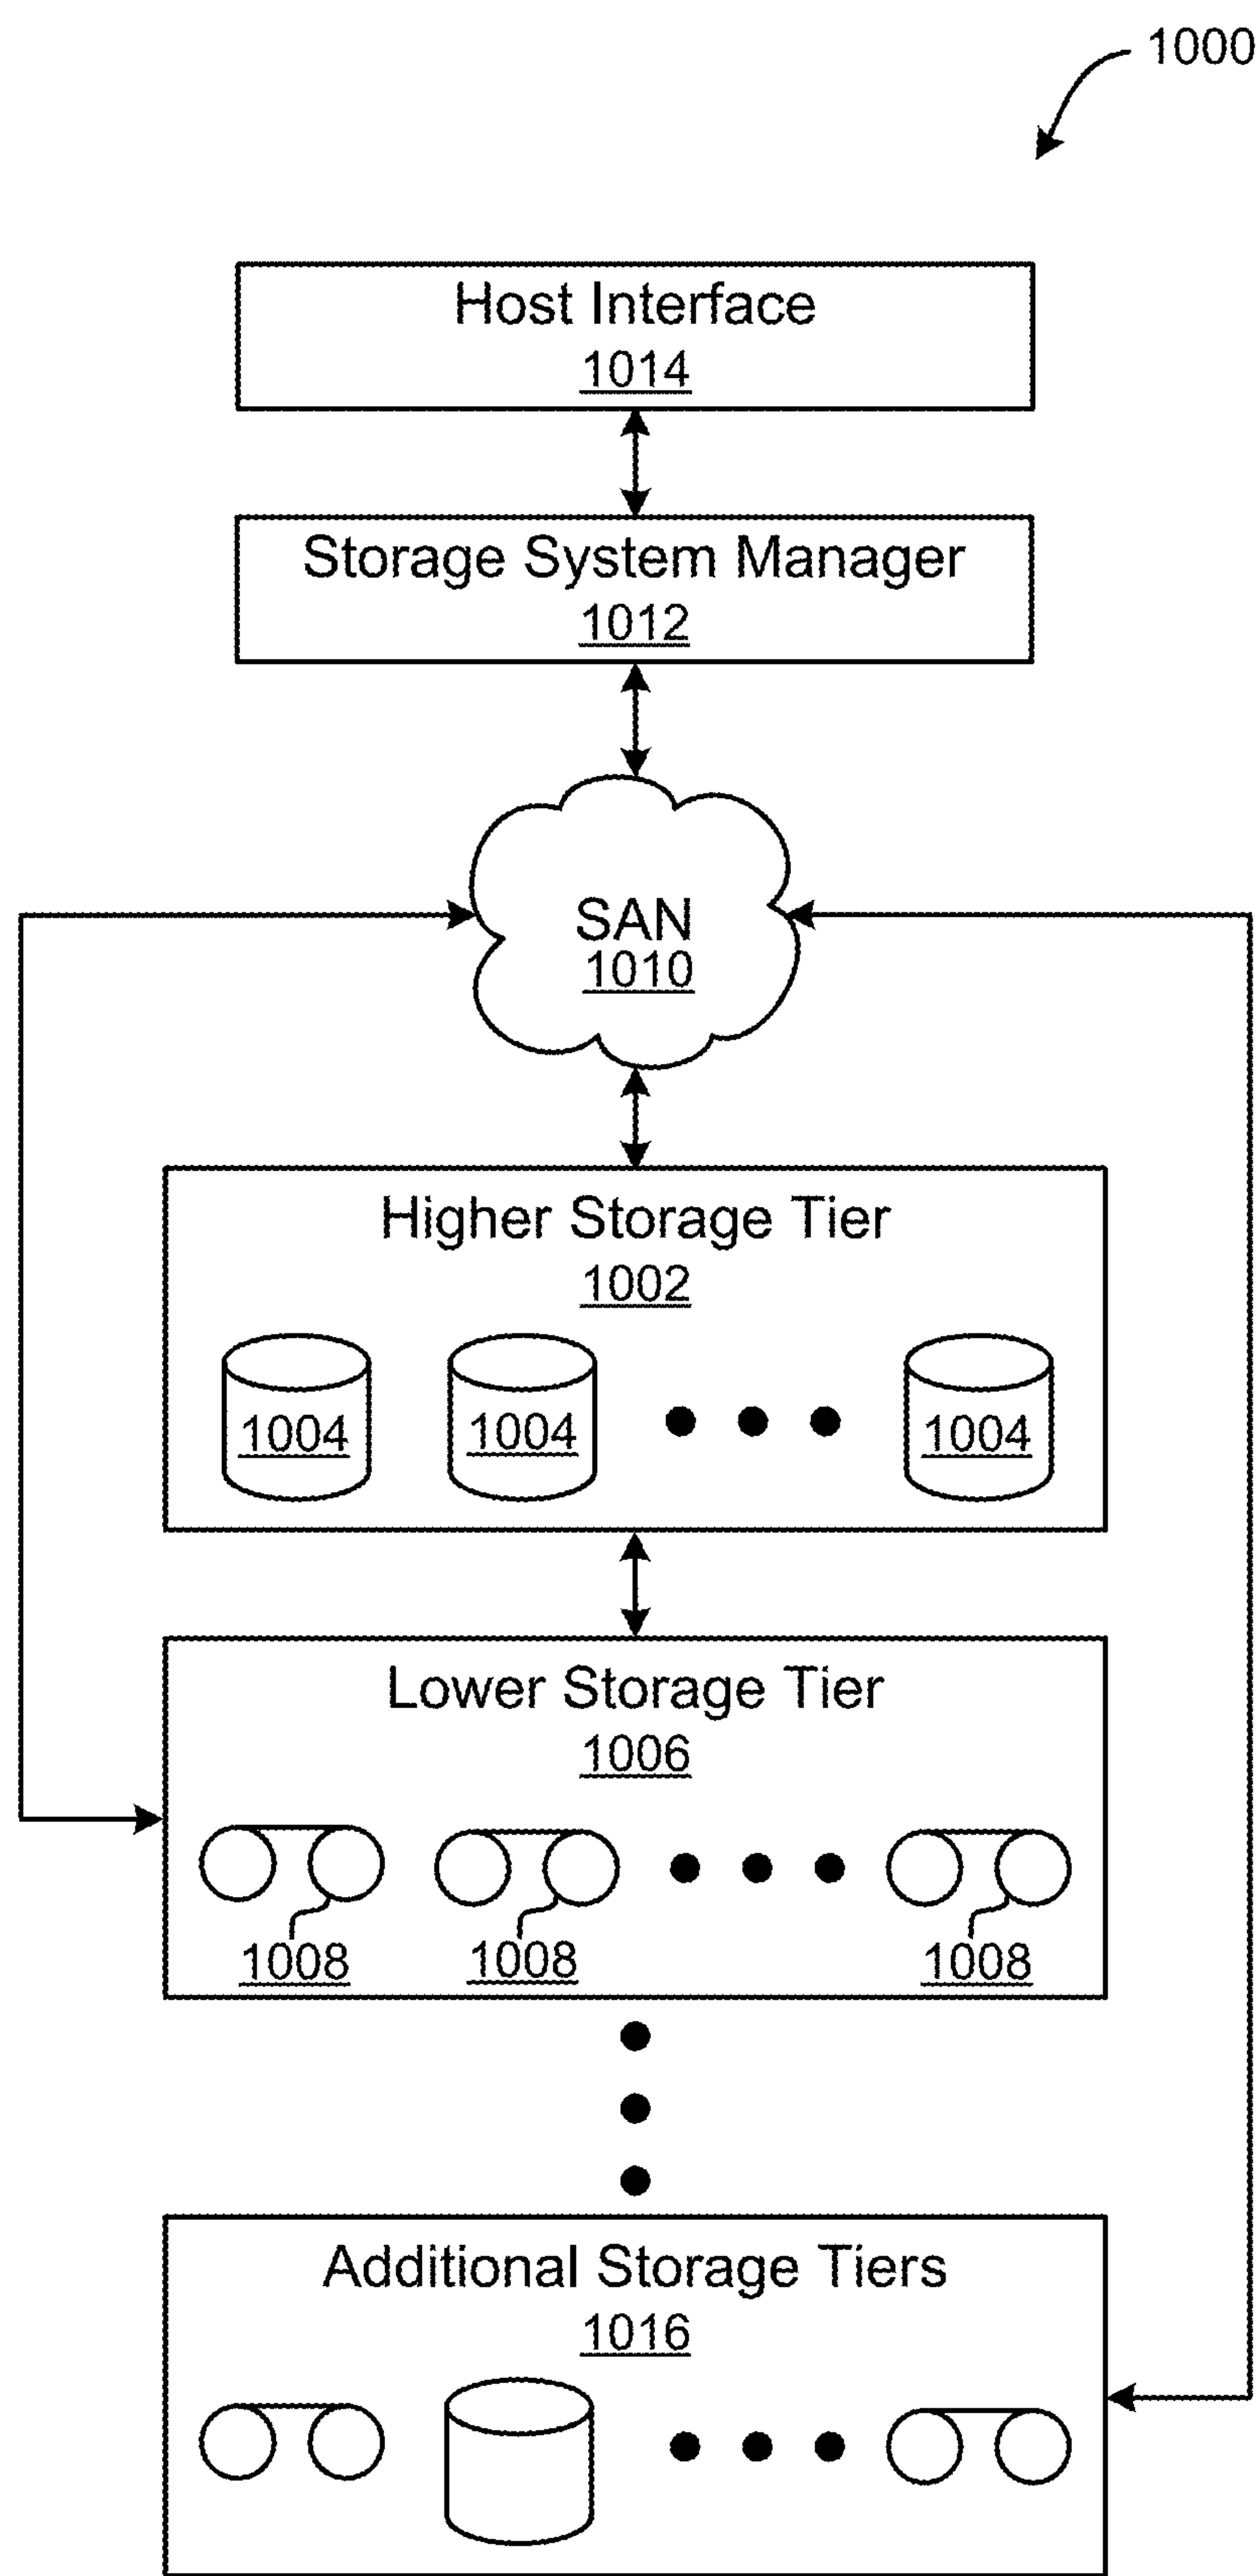 1000
Host Interface
1014
Storage System Manager
1012
SAN
1010
Higher Storage Tier
1002
1004 1004 1004
Lower Storage Tier
1006
1008 1008 1008
Additional Storage Tiers
1016